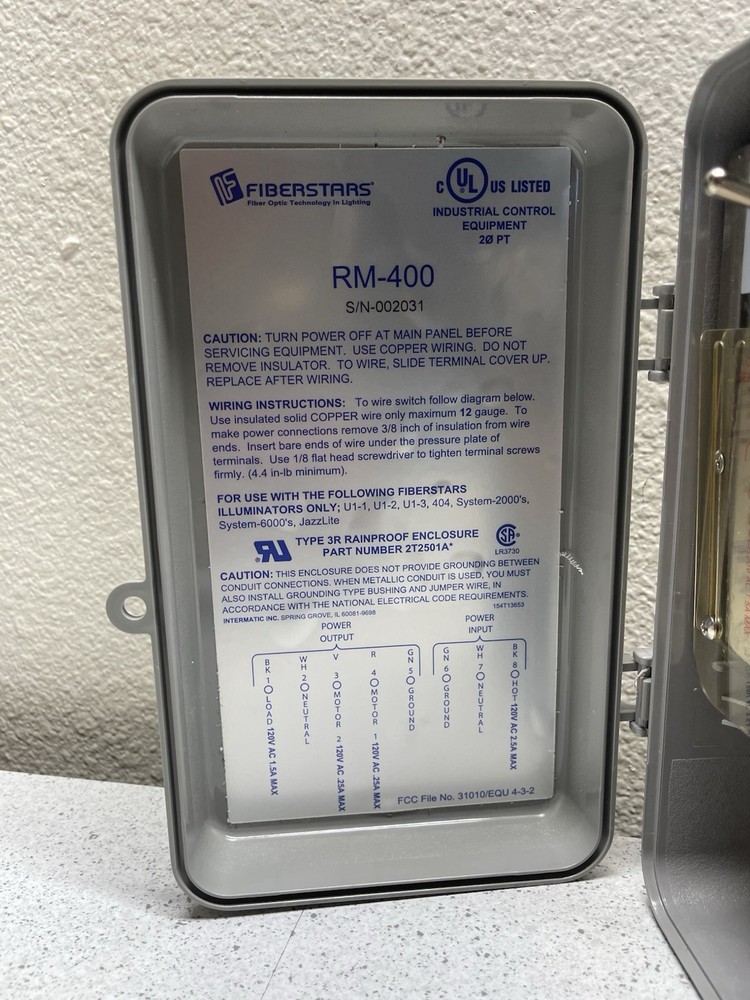 FIBERSTARS®
Fiber Optic Technology in Lighting
C UL US LISTED
INDUSTRIAL CONTROL
EQUIPMENT
2Ø PT
RM-400
S/N-002031
CAUTION: TURN POWER OFF AT MAIN PANEL BEFORE
SERVICING EQUIPMENT. USE COPPER WIRING. DO NOT
REMOVE INSULATOR. TO WIRE, SLIDE TERMINAL COVER UP.
REPLACE AFTER WIRING.
WIRING INSTRUCTIONS: To wire switch follow diagram below.
Use insulated solid COPPER wire only maximum 12 gauge. To
make power connections remove 3/8 inch of insulation from wire
ends. Insert bare ends of wire under the pressure plate of
terminals. Use 1/8 flat head screwdriver to tighten terminal screws
firmly. (4.4 in-lb minimum).
FOR USE WITH THE FOLLOWING FIBERSTARS
ILLUMINATORS ONLY; U1-1, U1-2, U1-3, 404, System-2000's,
System-6000's, JazzLite
TYPE 3R RAINPROOF ENCLOSURE
PART NUMBER 2T2501A*
LR3730
CAUTION: THIS ENCLOSURE DOES NOT PROVIDE GROUNDING BETWEEN
CONDUIT CONNECTIONS. WHEN METALLIC CONDUIT IS USED, YOU MUST
ALSO INSTALL GROUNDING TYPE BUSHING AND JUMPER WIRE, IN
ACCORDANCE WITH THE NATIONAL ELECTRICAL CODE REQUIREMENTS.
INTERMATIC INC. SPRING GROVE, IL 60081-9698
154T13653
POWER
OUTPUT
POWER
INPUT
BK 1 LOAD 120V AC 1.5A MAX
WH 2 NEUTRAL
V 3 MOTOR 2 120V AC .25A MAX
R 4 MOTOR 1 120V AC .25A MAX
GN 5 GROUND
GN 6 GROUND
WH 7 NEUTRAL
BK 8 HOT 120V AC 2.5A MAX
FCC File No. 31010/EQU 4-3-2